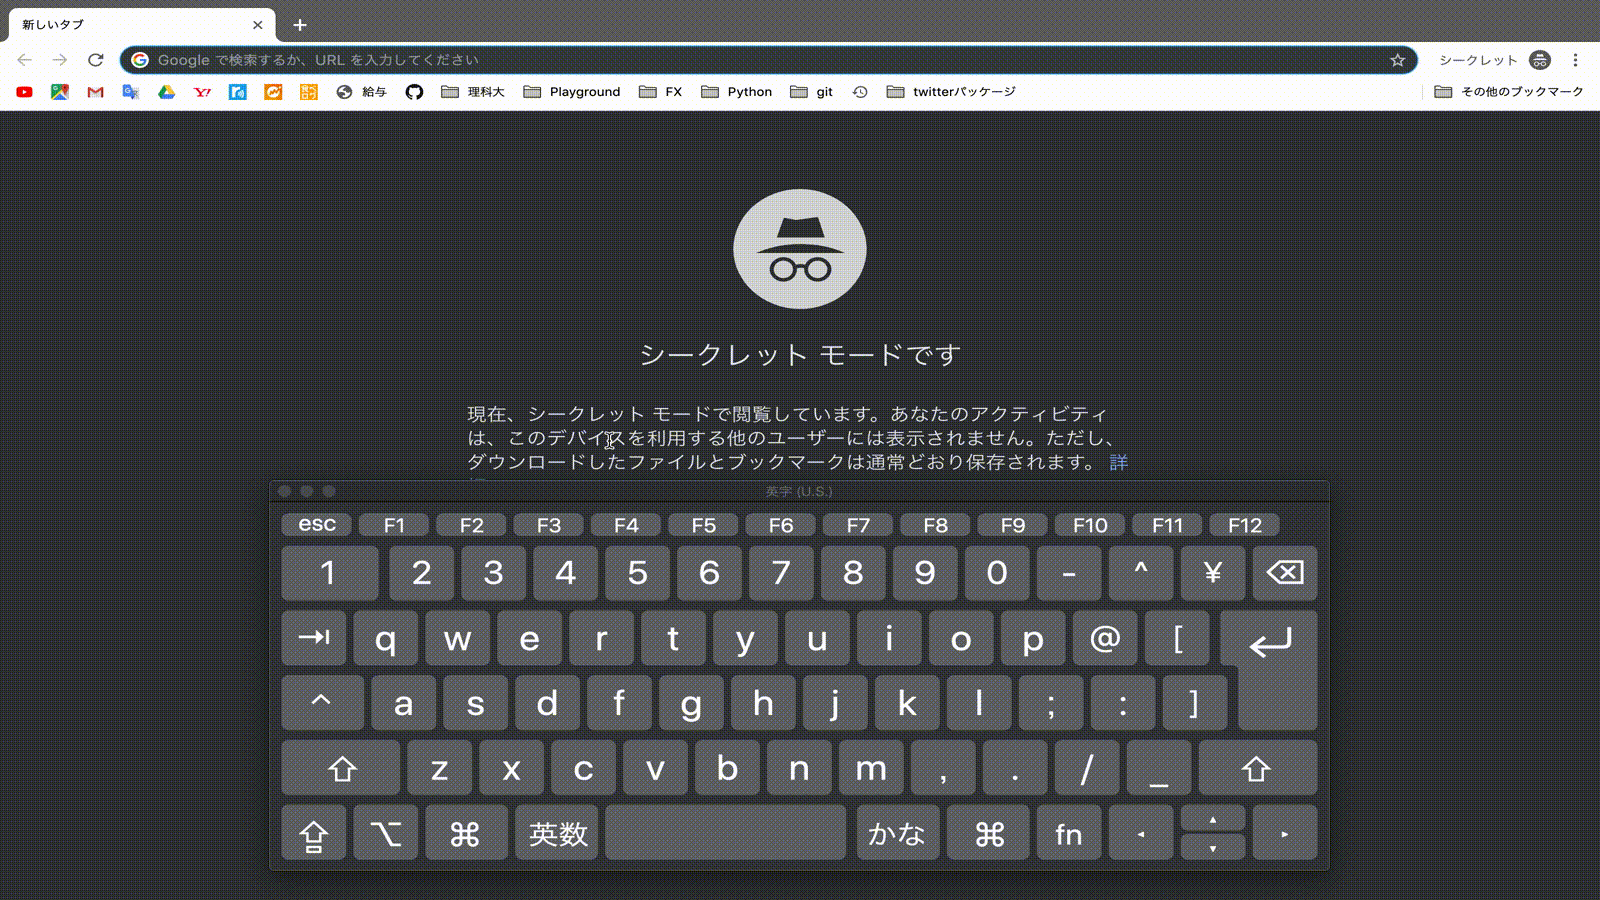 新しいタブ
Google で検索するか、URL を入力してください
シークレット
給与
理科大
Playground
FX
Python
git
twitterパッケージ
その他のブックマーク
シークレット モードです
現在、シークレット モードで閲覧しています。あなたのアクティビティ
は、このデバイスを利用する他のユーザーには表示されません。ただし、
ダウンロードしたファイルとブックマークは通常どおり保存されます。 詳
英字 (U.S.)
esc F1 F2 F3 F4 F5 F6 F7 F8 F9 F10 F11 F12
1 2 3 4 5 6 7 8 9 0 - ^ ¥
q w e r t y u i o p @ [
^ a s d f g h j k l ; : ]
z x c v b n m , . / _
⌥ ⌘ 英数 かな ⌘ fn